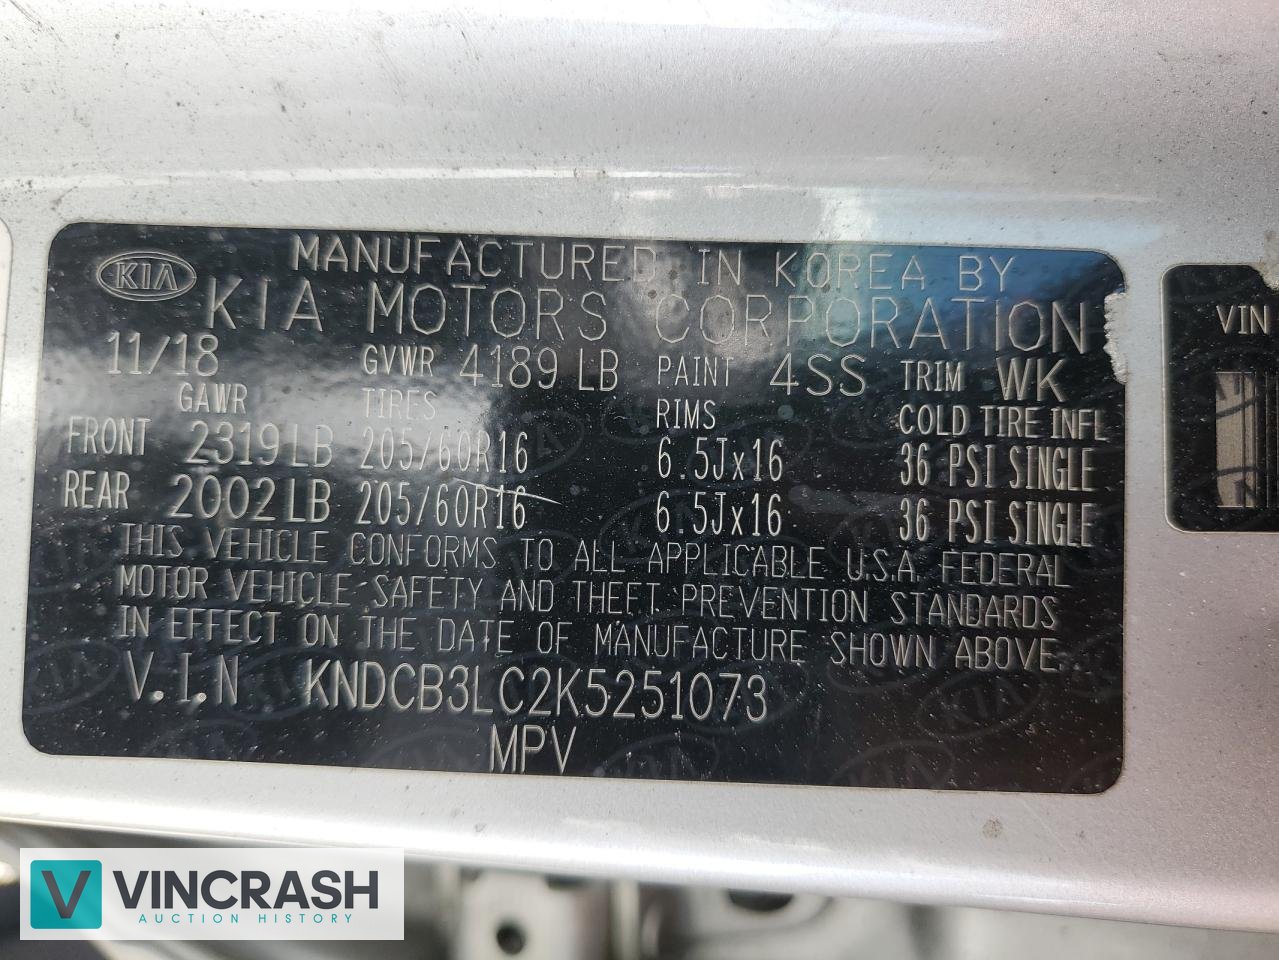 KIA
MANUFACTURED IN KOREA BY
KIA MOTORS CORPORATION
11/18 GVWR 4189 LB PAINT 4SS TRIM WK
GAWR TIRES RIMS COLD TIRE INFL
FRONT 2319 LB 205/60R16 6.5Jx16 36 PSI SINGLE
REAR 2002 LB 205/60R16 6.5Jx16 36 PSI SINGLE
THIS VEHICLE CONFORMS TO ALL APPLICABLE U.S.A. FEDERAL
MOTOR VEHICLE SAFETY AND THEFT PREVENTION STANDARDS
IN EFFECT ON THE DATE OF MANUFACTURE SHOWN ABOVE.
V.I.N KNDCB3LC2K5251073
MPV
VIN
V VINCRASH
AUCTION HISTORY